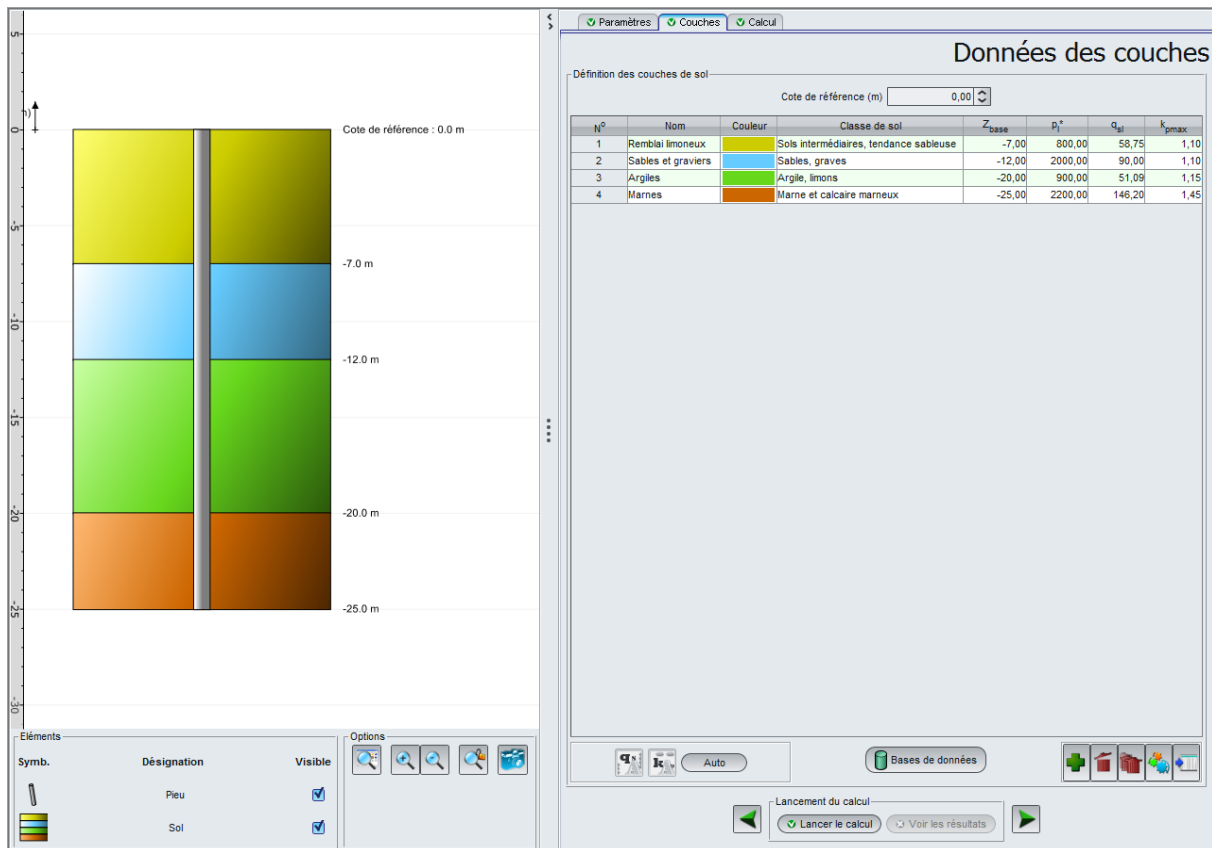 Paramètres
Couches
Calcul
Données des couches
Définition des couches de sol
Cote de référence (m) 0,00
N° Nom Couleur Classe de sol Zbase pl* qsl kpmax
1 Remblai limoneux Sols intermédiaires, tendance sableuse -7,00 800,00 58,75 1,10
2 Sables et graviers Sables, graves -12,00 2000,00 90,00 1,10
3 Argiles Argile, limons -20,00 900,00 51,09 1,15
4 Marnes Marne et calcaire marneux -25,00 2200,00 146,20 1,45
5
0
-5
-10
-15
-20
-25
-30
Cote de référence : 0.0 m
-7.0 m
-12.0 m
-20.0 m
-25.0 m
Eléments
Symb. Désignation Visible
Pieu
Sol
Options
Auto
Bases de données
Lancement du calcul
Lancer le calcul
Voir les résultats